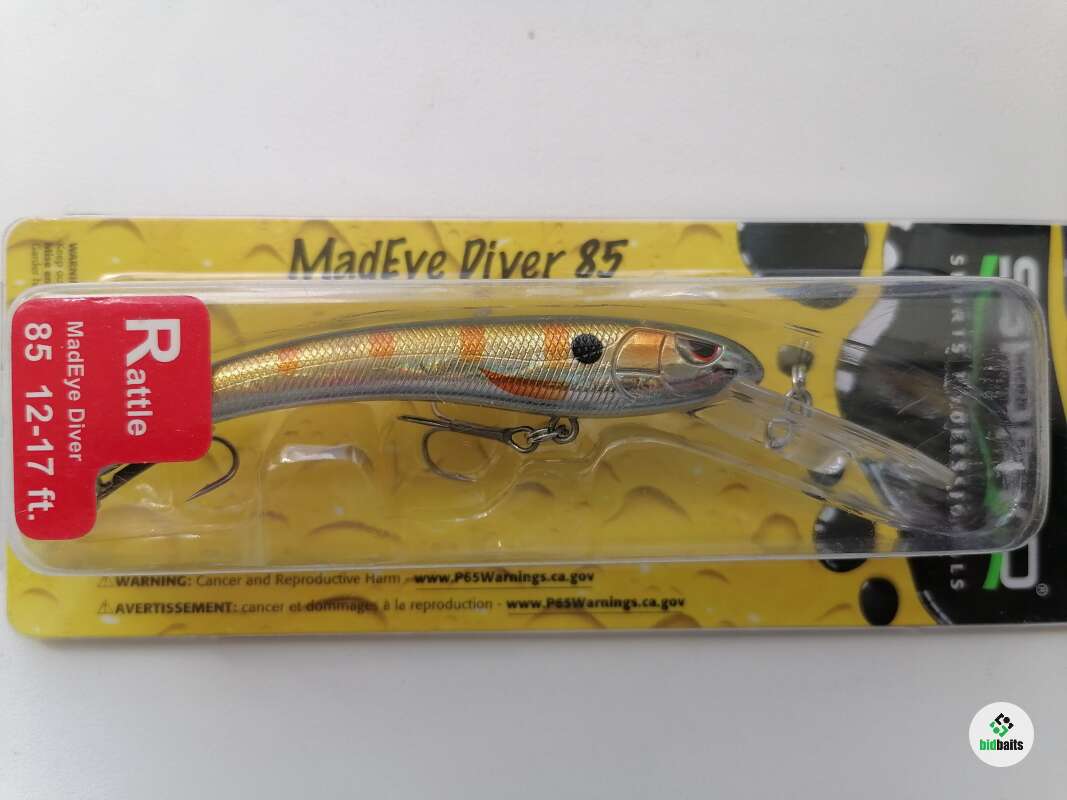 MadEye Diver 85
Rattle
MadEye Diver
85 12-17 ft.
⚠WARNING: Cancer and Reproductive Harm - www.P65Warnings.ca.gov
⚠AVERTISSEMENT: cancer et dommages à la reproduction - www.P65Warnings.ca.gov
bidbaits